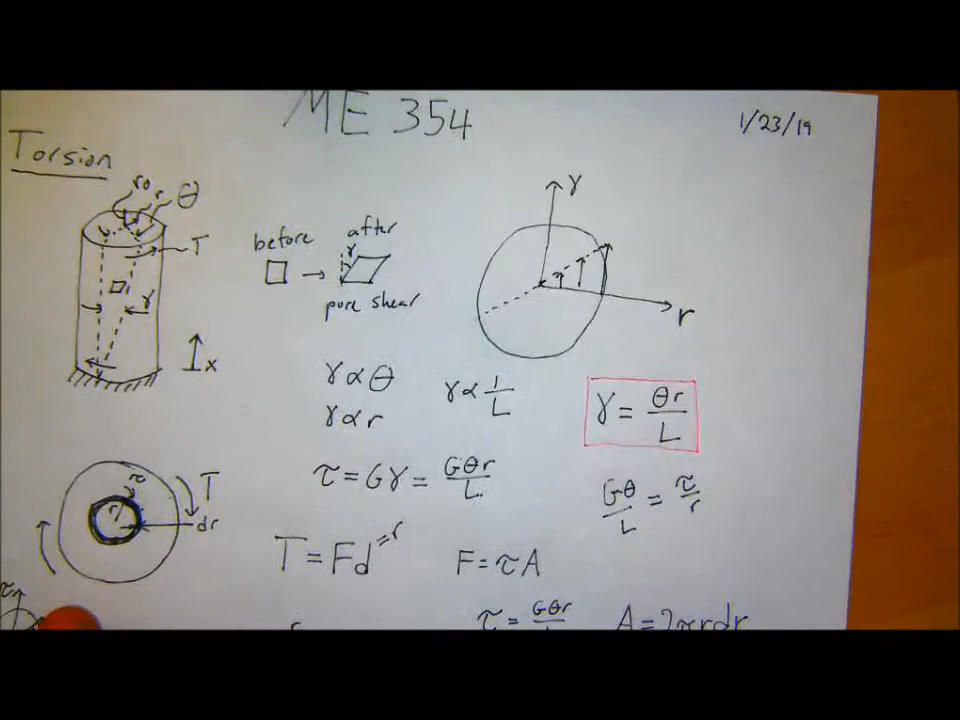 ME 354
1/23/19
Torsion
r₀
r
θ
T
γ
x
before
after
γ
pure shear
γ
r
γ ∝ θ
γ ∝ r
γ ∝ 1/L
γ = θr/L
τ = Gγ = Gθr/L
Gθ/L = τ/r
τ
r
T
dr
T = Fd = r
F = τA
τ
τ = Gθr/
A = 2πrdr